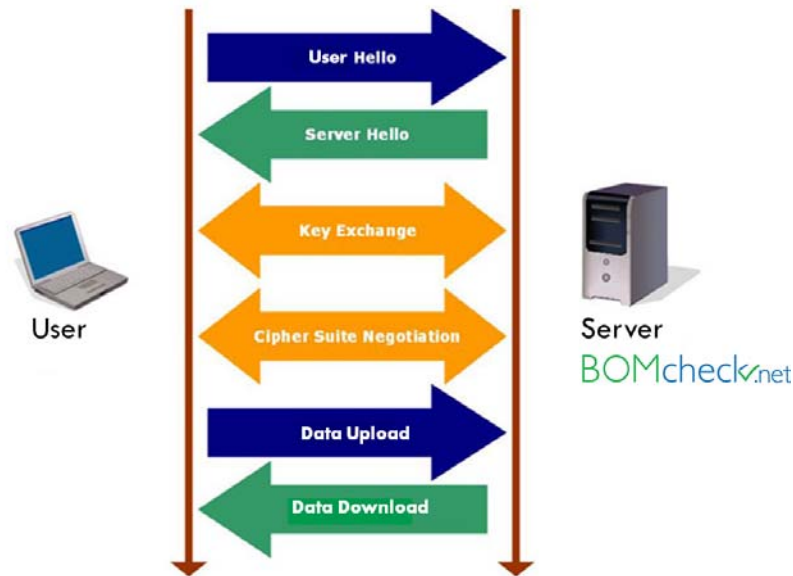 User Hello
Server Hello
Key Exchange
User
Cipher Suite Negotiation
Server
BOMcheck.net
Data Upload
Data Download